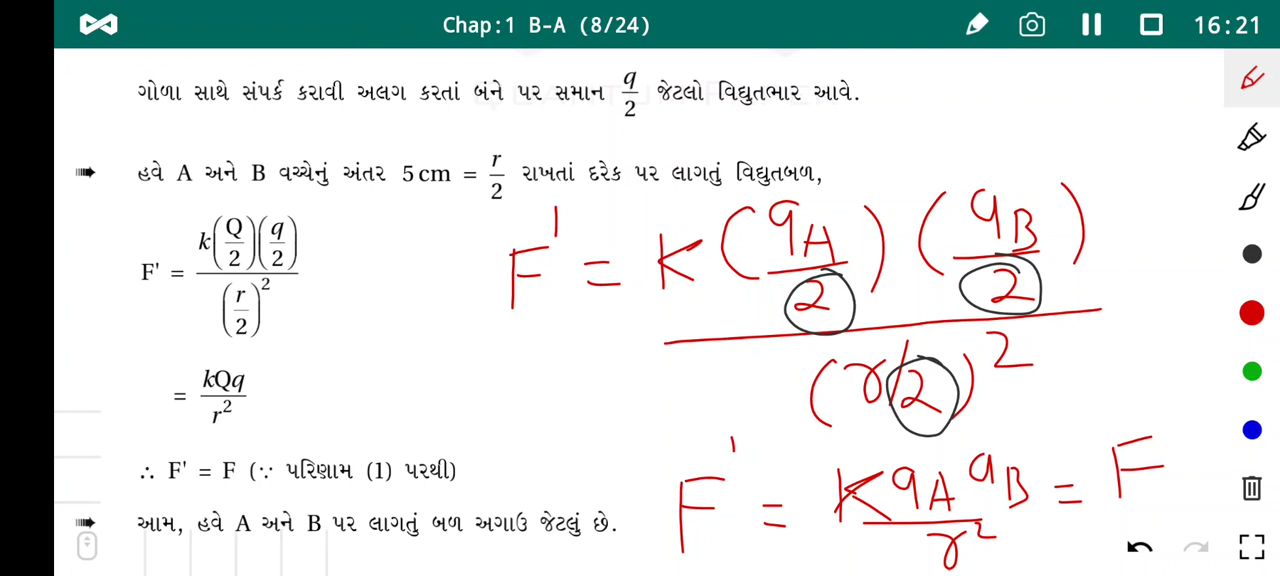 Chap:1 B-A (8/24)
16:21
ગોળા સાથે સંપર્ક કરાવી અલગ કરતાં બંને પર સમાન q/2 જેટલો વિદ્યુતભાર આવે.
હવે A અને B વચ્ચેનું અંતર 5 cm = r/2 રાખતાં દરેક પર લાગતું વિદ્યુતબળ,
F' = k(Q/2)(q/2) / (r/2)²
= kQq / r²
∴ F' = F (∵ પરિણામ (1) પરથી)
આમ, હવે A અને B પર લાગતું બળ અગાઉ જેટલું છે.
F' = K (qA/2) (qB/2) / (r/2)²
F' = K qA qB / r² = F